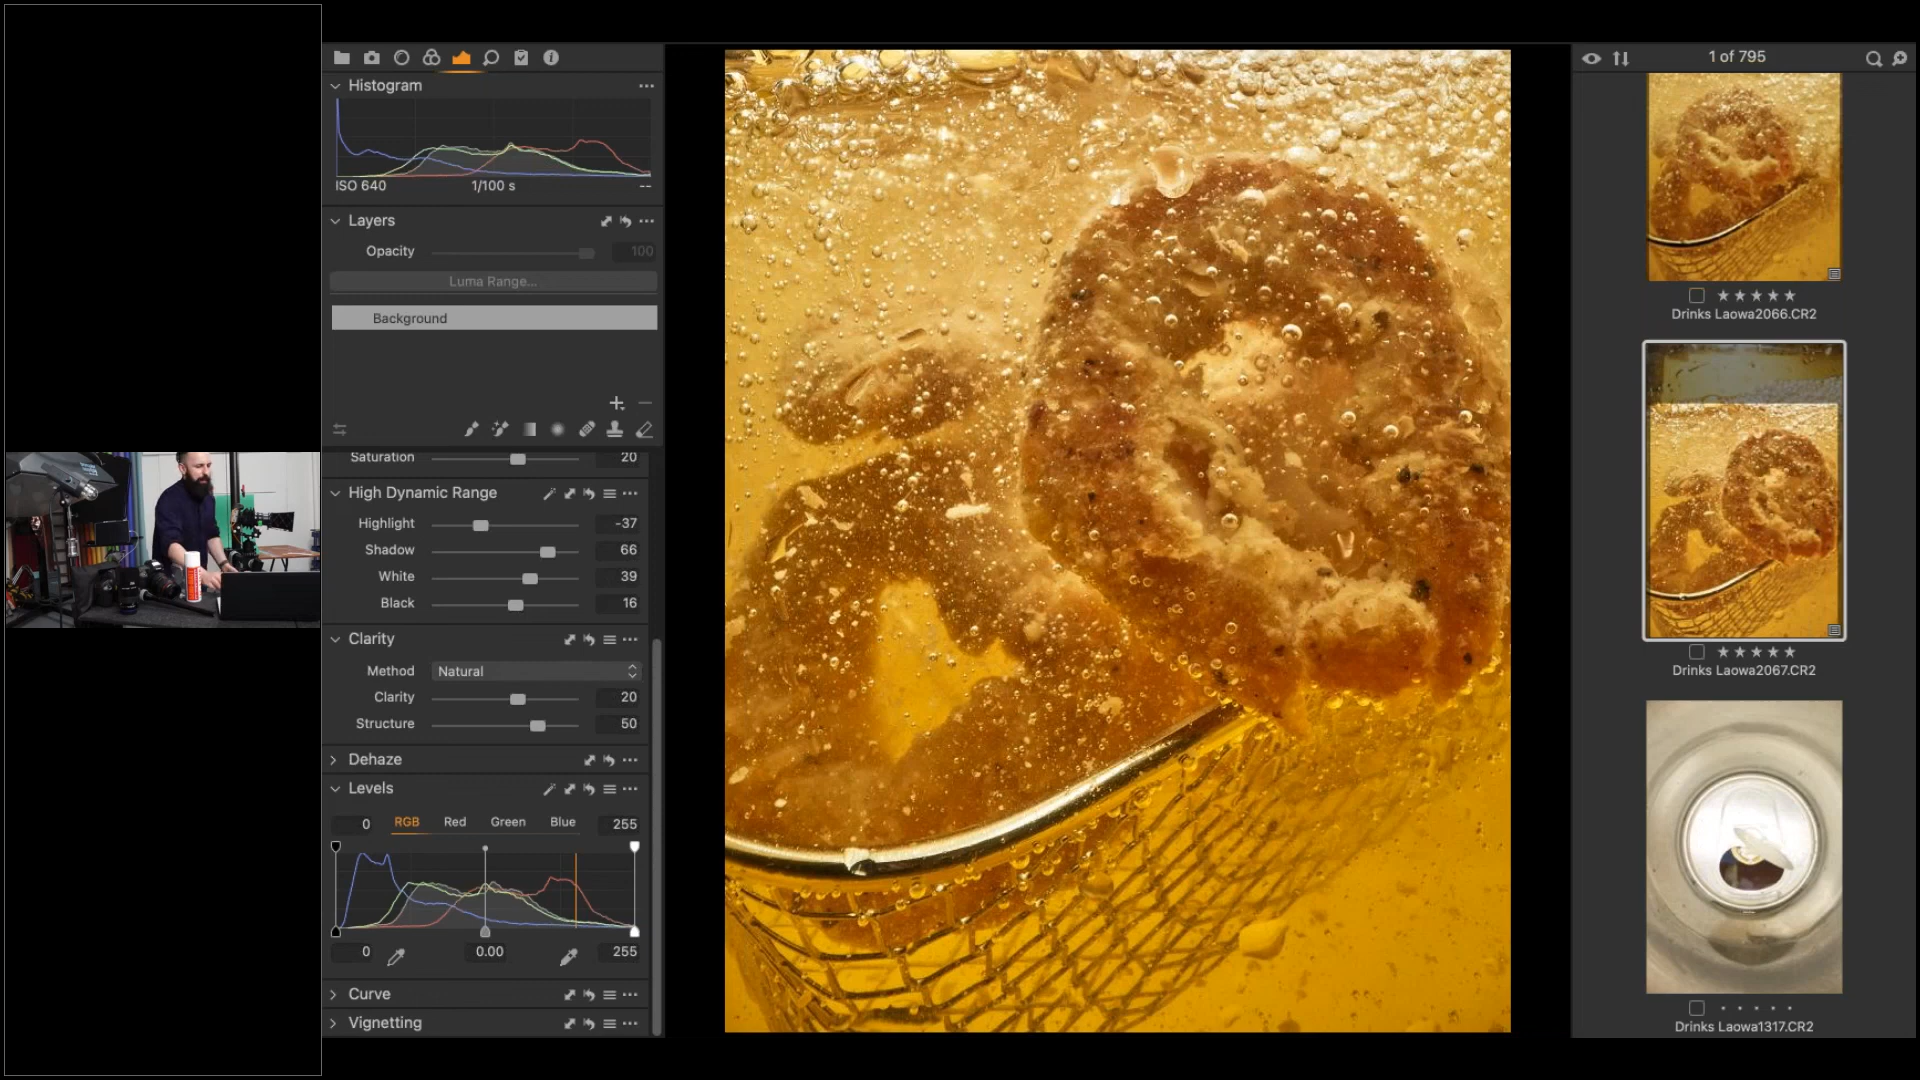 Histogram
ISO 640 1/100 s --
Layers
Opacity 100
Luma Range...
Background
Saturation 20
High Dynamic Range
Highlight -37
Shadow 66
White 39
Black 16
Clarity
Method Natural
Clarity 20
Structure 50
Dehaze
Levels
0 RGB Red Green Blue 255
0 0.00 255
Curve
Vignetting
1 of 795
Drinks Laowa2066.CR2
Drinks Laowa2067.CR2
Drinks Laowa1317.CR2